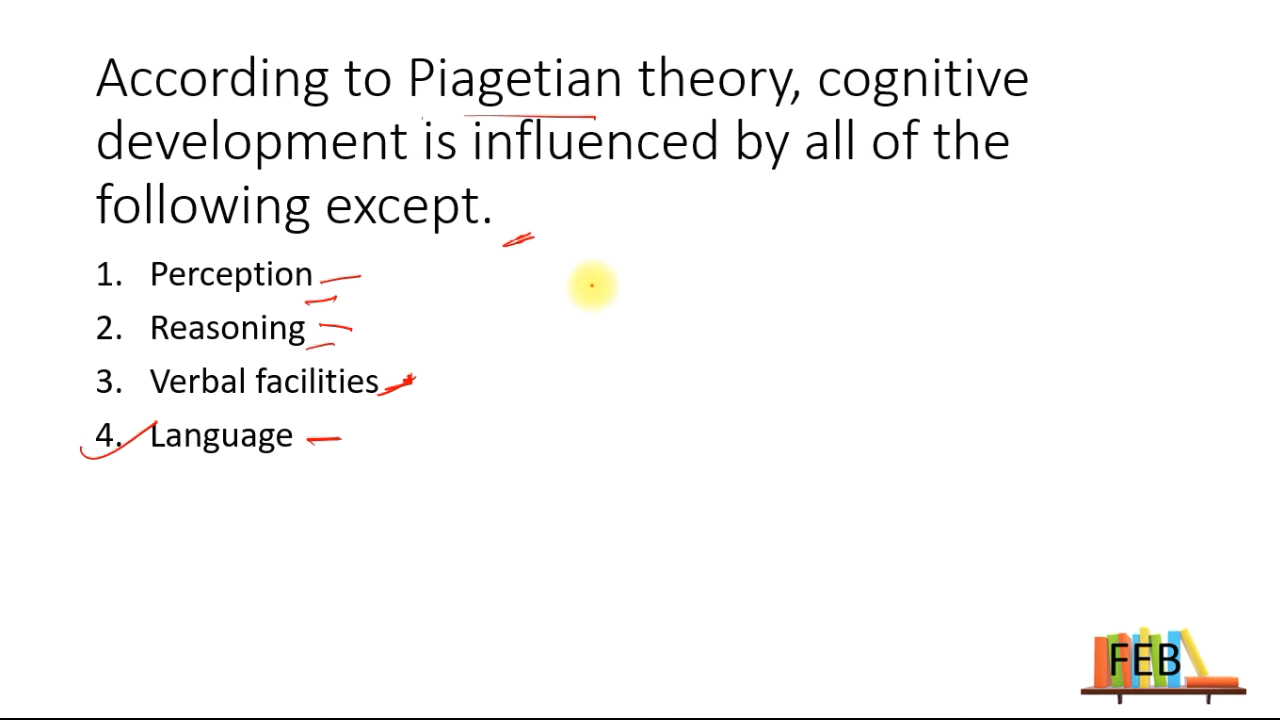 According to Piagetian theory, cognitive
development is influenced by all of the
following except.
1. Perception
2. Reasoning
3. Verbal facilities
4. Language
FEB